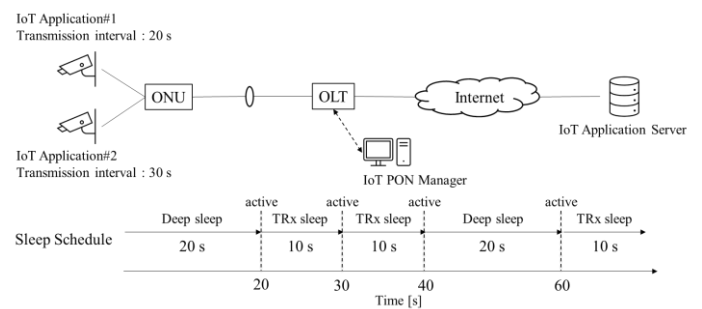 IoT Application#1
Transmission interval : 20 s
ONU
OLT
Internet
IoT Application Server
IoT Application#2
Transmission interval : 30 s
IoT PON Manager
active active active active
Deep sleep TRx sleep TRx sleep Deep sleep TRx sleep
Sleep Schedule
20 s 10 s 10 s 20 s 10 s
20 30 40 60
Time [s]